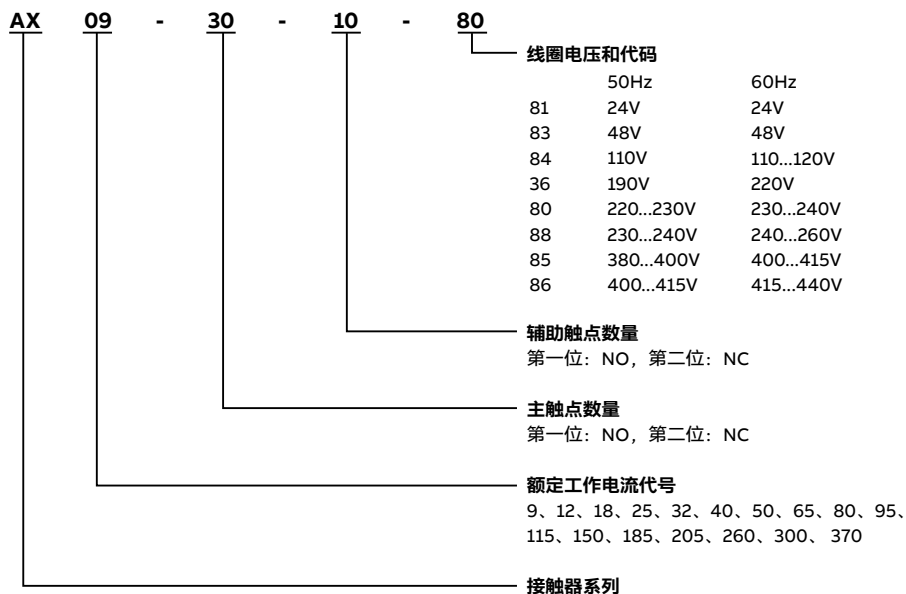 AX 09 - 30 - 10 - 80
线圈电压和代码
50Hz 60Hz
81 24V 24V
83 48V 48V
84 110V 110...120V
36 190V 220V
80 220...230V 230...240V
88 230...240V 240...260V
85 380...400V 400...415V
86 400...415V 415...440V
辅助触点数量
第一位：NO，第二位：NC
主触点数量
第一位：NO，第二位：NC
额定工作电流代号
9、12、18、25、32、40、50、65、80、95、
115、150、185、205、260、300、 370
接触器系列